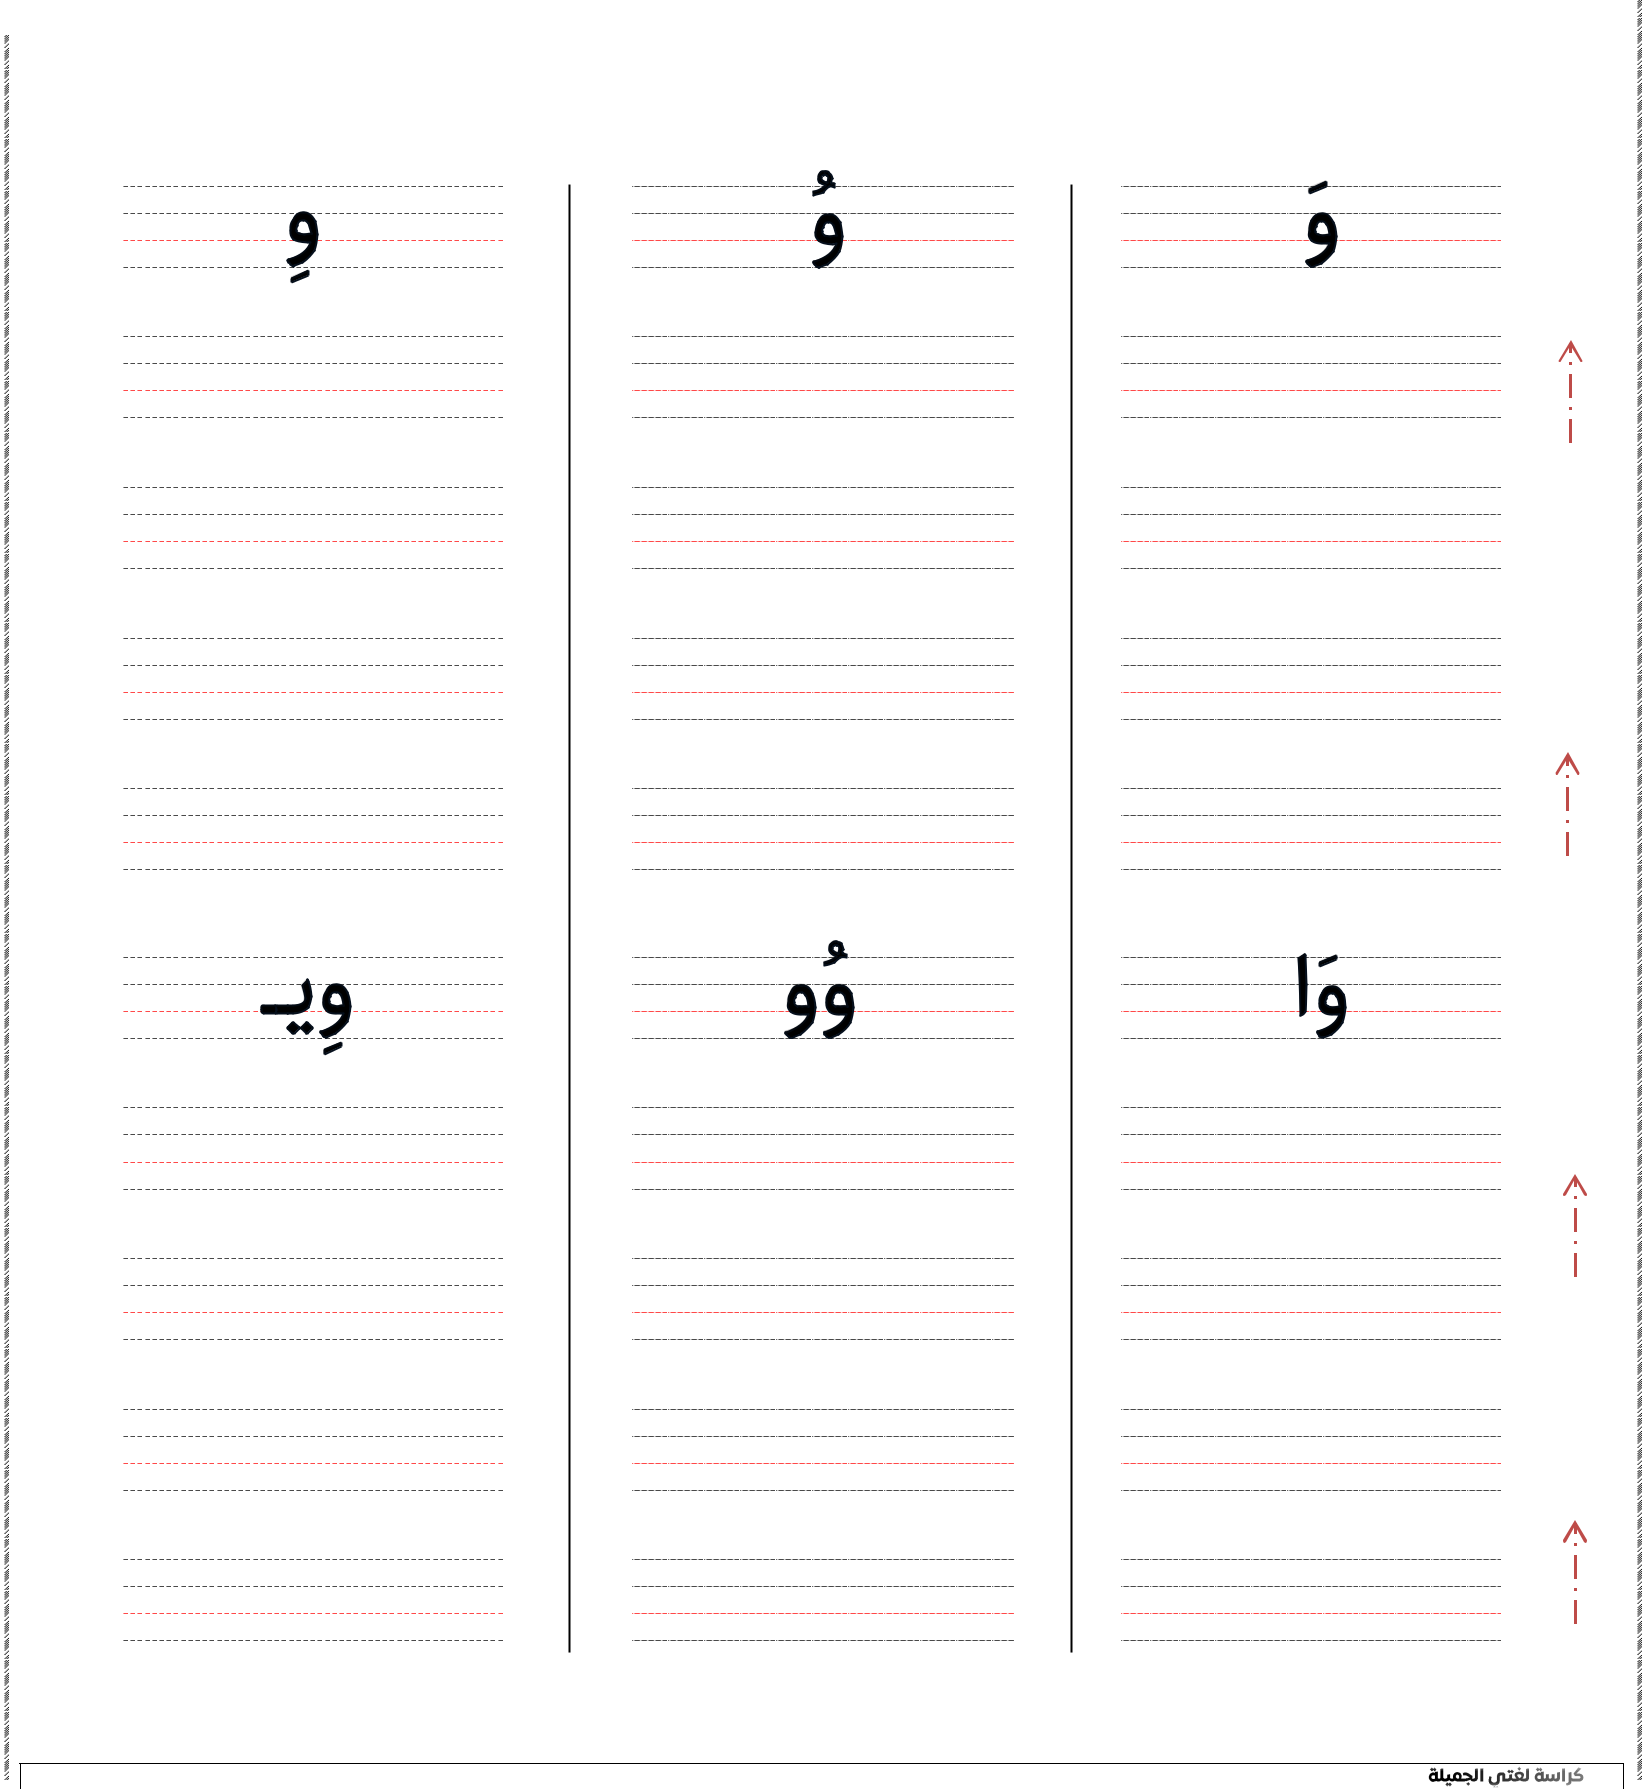 وَ وُ وِ
وَا وُو وِيـ
كراسة لغتي الجميلة